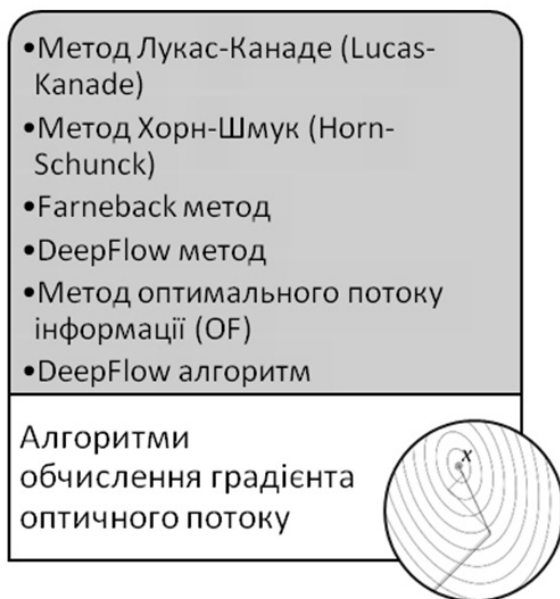 •Метод Лукас-Канаде (Lucas-
Kanade)
•Метод Хорн-Шмук (Horn-
Schunck)
•Farneback метод
•DeepFlow метод
•Метод оптимального потоку
інформації (OF)
•DeepFlow алгоритм
Алгоритми
обчислення градієнта
оптичного потоку
x